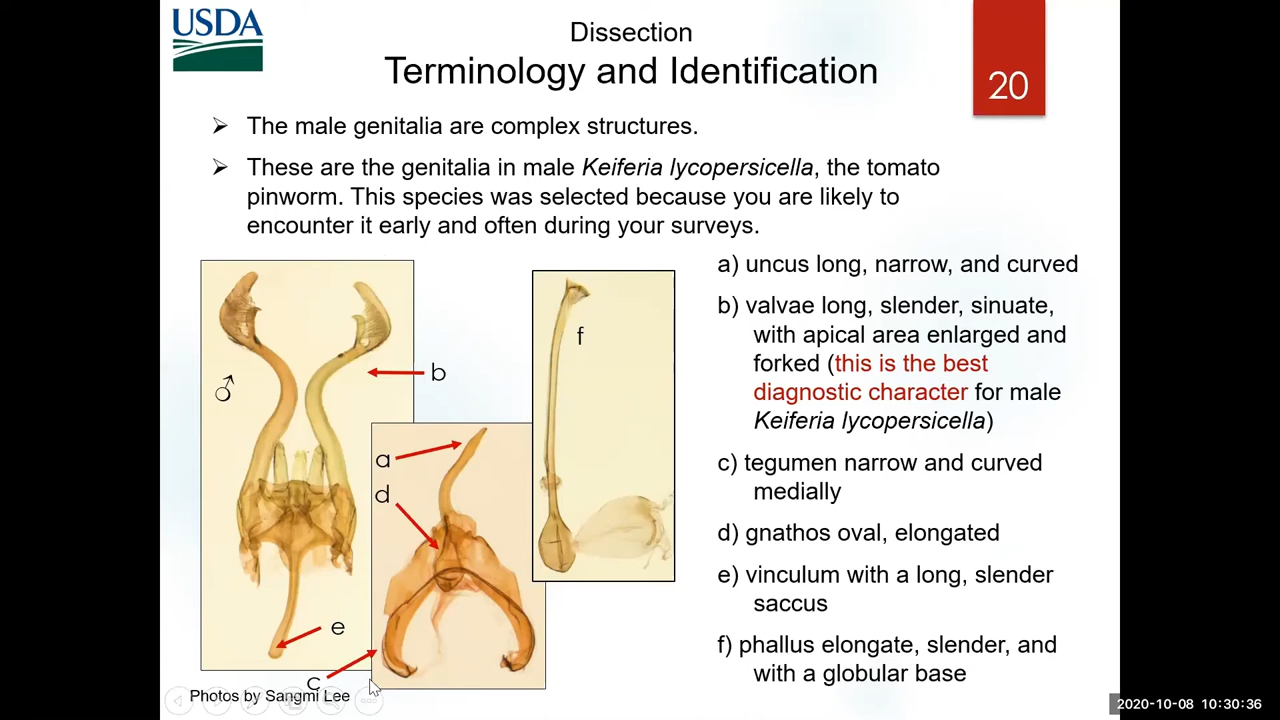 USDA
Dissection
Terminology and Identification
20
➢ The male genitalia are complex structures.
➢ These are the genitalia in male Keiferia lycopersicella, the tomato
pinworm. This species was selected because you are likely to
encounter it early and often during your surveys.
a) uncus long, narrow, and curved
b) valvae long, slender, sinuate,
with apical area enlarged and
forked (this is the best
diagnostic character for male
Keiferia lycopersicella)
c) tegumen narrow and curved
medially
d) gnathos oval, elongated
e) vinculum with a long, slender
saccus
f) phallus elongate, slender, and
with a globular base
♂
b
a
d
e
c
f
Photos by Sangmi Lee
2020-10-08 10:30:36